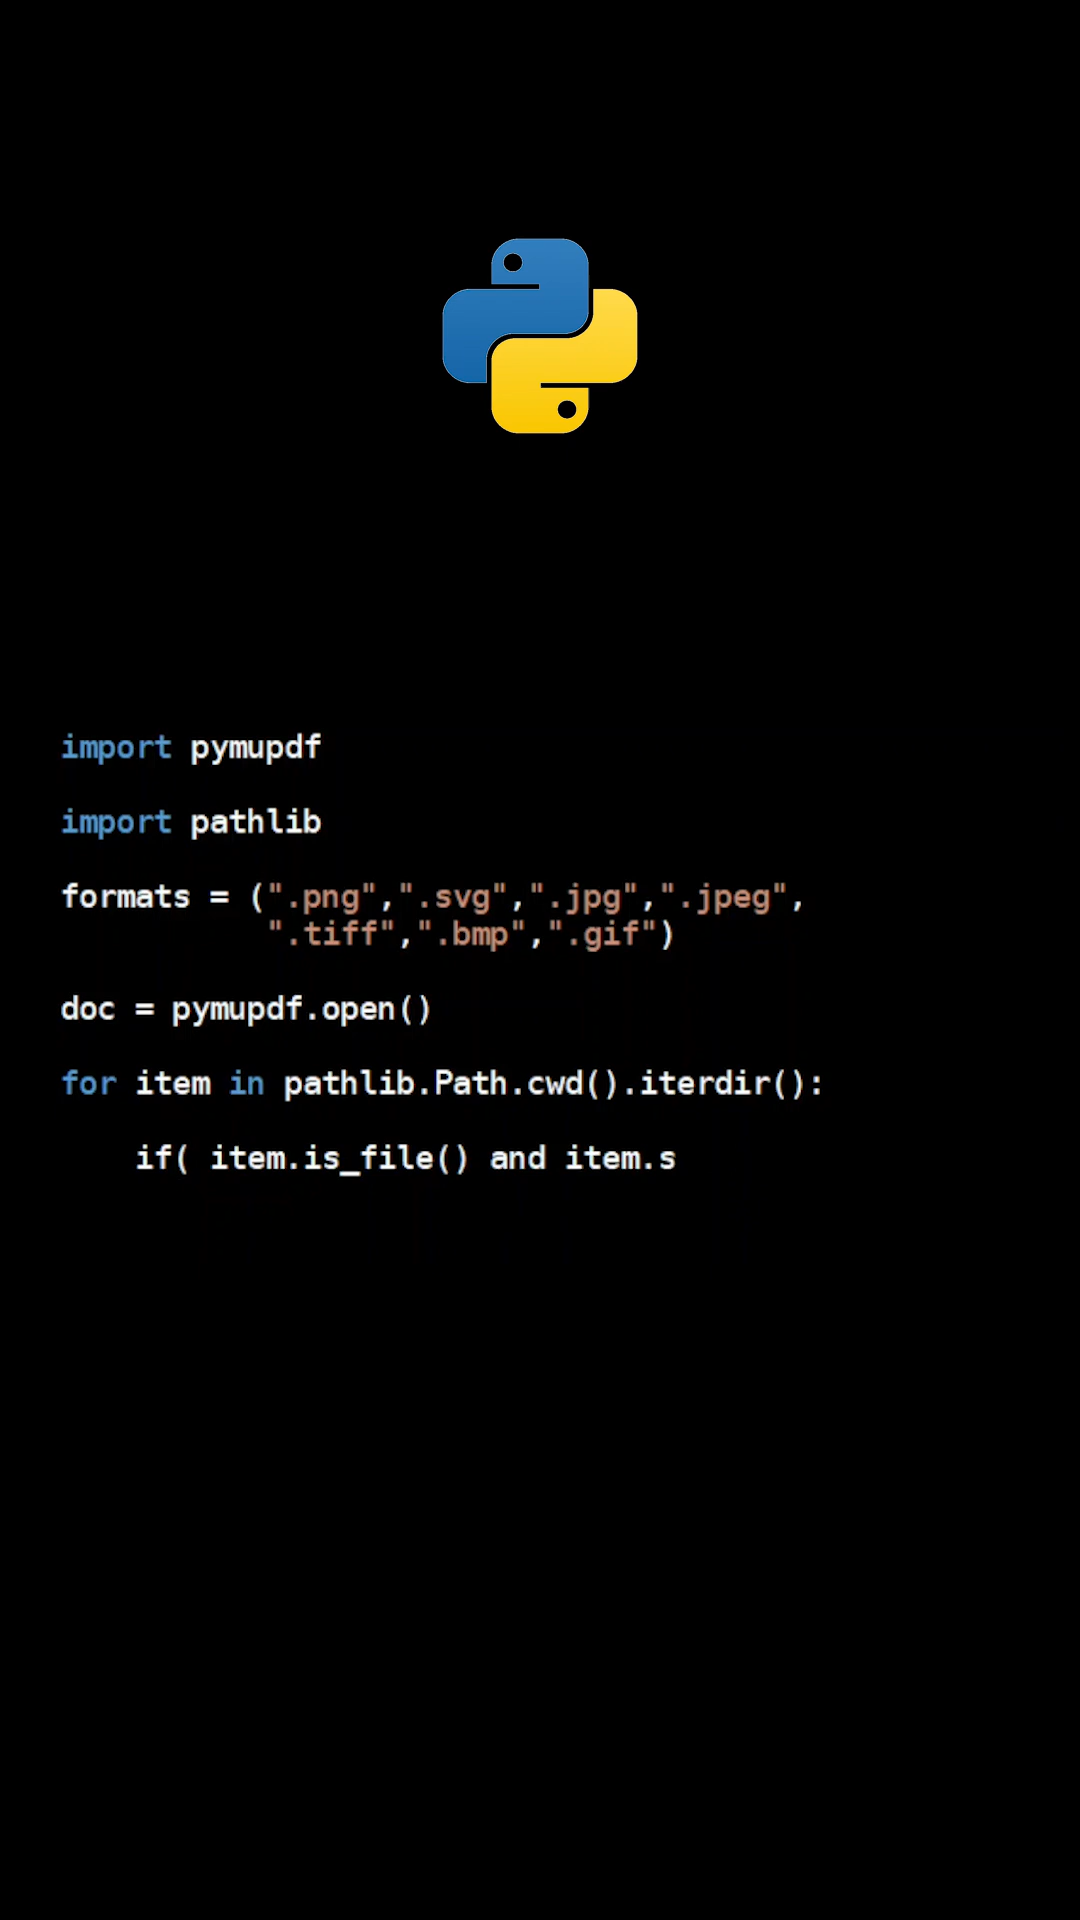 import pymupdf
import pathlib
formats = (".png",".svg",".jpg",".jpeg",
           ".tiff",".bmp",".gif")
doc = pymupdf.open()
for item in pathlib.Path.cwd().iterdir():
    if( item.is_file() and item.s